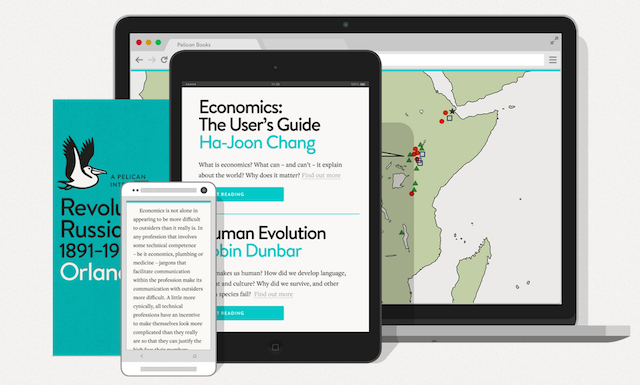 Pelican Books
A PELICAN
Revolu
Russia
1891–19
Orland
Economics:
The User's Guide
Ha-Joon Chang
What is economics? What can – and can't – it explain
about the world? Why does it matter? Find out more
READING
uman Evolution
obin Dunbar
makes us human? How did we develop language,
t and culture? Why did we survive, and other
species fail? Find out more
READING
Economics is not alone in
appearing to be more difficult
to outsiders than it really is. In
any profession that involves
some technical competence
– be it economics, plumbing or
medicine – jargons that
facilitate communication
within the profession make its
communication with outsiders
more difficult. A little more
cynically, all technical
professions have an incentive
to make themselves look more
complicated than they really
are so that they can justify the